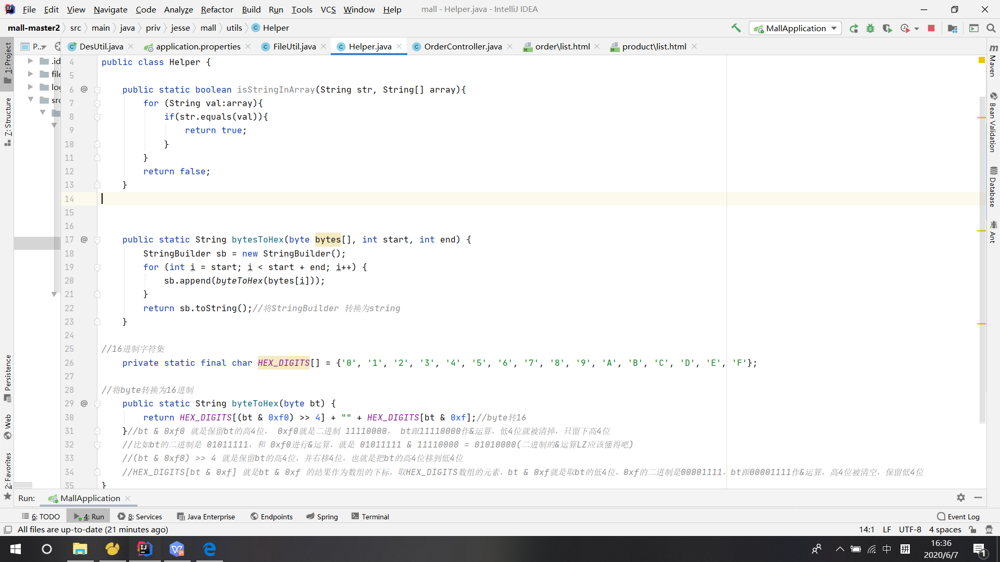 File Edit View Navigate Code Analyze Refactor Build Run Tools VCS Window Help mall - Helper.java - IntelliJ IDEA
mall-master2 src main java priv jesse mall utils Helper MallApplication
P... DesUtil.java application.properties FileUtil.java Helper.java OrderController.java order\list.html product\list.html
1: Project
7: Structure
Persistence
Web
2: Favorites
.id
file
log
src
4 public class Helper {
5
6 @ public static boolean isStringInArray(String str, String[] array){
7 for (String val:array){
8 if(str.equals(val)){
9 return true;
10 }
11 }
12 return false;
13 }
14
15
16
17 @ public static String bytesToHex(byte bytes[], int start, int end) {
18 StringBuilder sb = new StringBuilder();
19 for (int i = start; i < start + end; i++) {
20 sb.append(byteToHex(bytes[i]));
21 }
22 return sb.toString();//将StringBuilder 转换为string
23 }
24
25 //16进制字符集
26 private static final char HEX_DIGITS[] = {'0', '1', '2', '3', '4', '5', '6', '7', '8', '9', 'A', 'B', 'C', 'D', 'E', 'F'};
27
28 //将byte转换为16进制
29 @ public static String byteToHex(byte bt) {
30 return HEX_DIGITS[(bt & 0xf0) >> 4] + "" + HEX_DIGITS[bt & 0xf];//byte转16
31 }//bt & 0xf0 就是保留bt的高4位， 0xf0就是二进制 11110000， bt跟11110000作&运算，低4位就被清掉，只留下高4位
32 //比如bt的二进制是 01011111，和 0xf0进行&运算，就是 01011111 & 11110000 = 01010000(二进制的&运算LZ应该懂得吧)
33 //(bt & 0xf0) >> 4 就是保留bt的高4位，并右移4位，也就是把bt的高4位移到低4位
34 //HEX_DIGITS[bt & 0xf] 就是bt & 0xf 的结果作为数组的下标，取HEX_DIGITS数组的元素，bt & 0xf就是取bt的低4位，0xf的二进制是00001111，bt跟00001111作&运算，高4位被清空，保留低4位
35 }
Maven
Bean Validation
Database
Ant
Run: MallApplication
6: TODO 4: Run 8: Services Java Enterprise Endpoints Spring Terminal Event Log
All files are up-to-date (21 minutes ago) 14:1 LF UTF-8 4 spaces
中 拼 16:36
2020/6/7 1